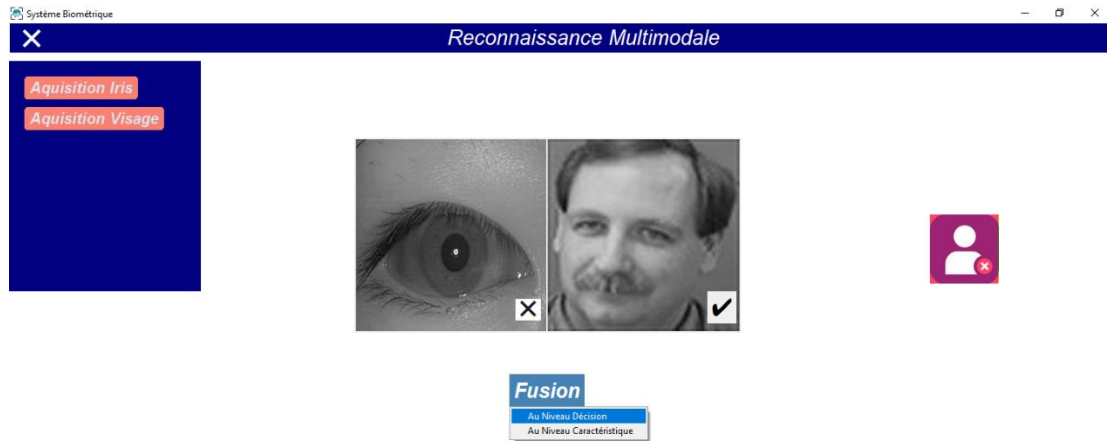 Système Biométrique
Reconnaissance Multimodale
Aquisition Iris
Aquisition Visage
Fusion
Au Niveau Décision
Au Niveau Caractéristique